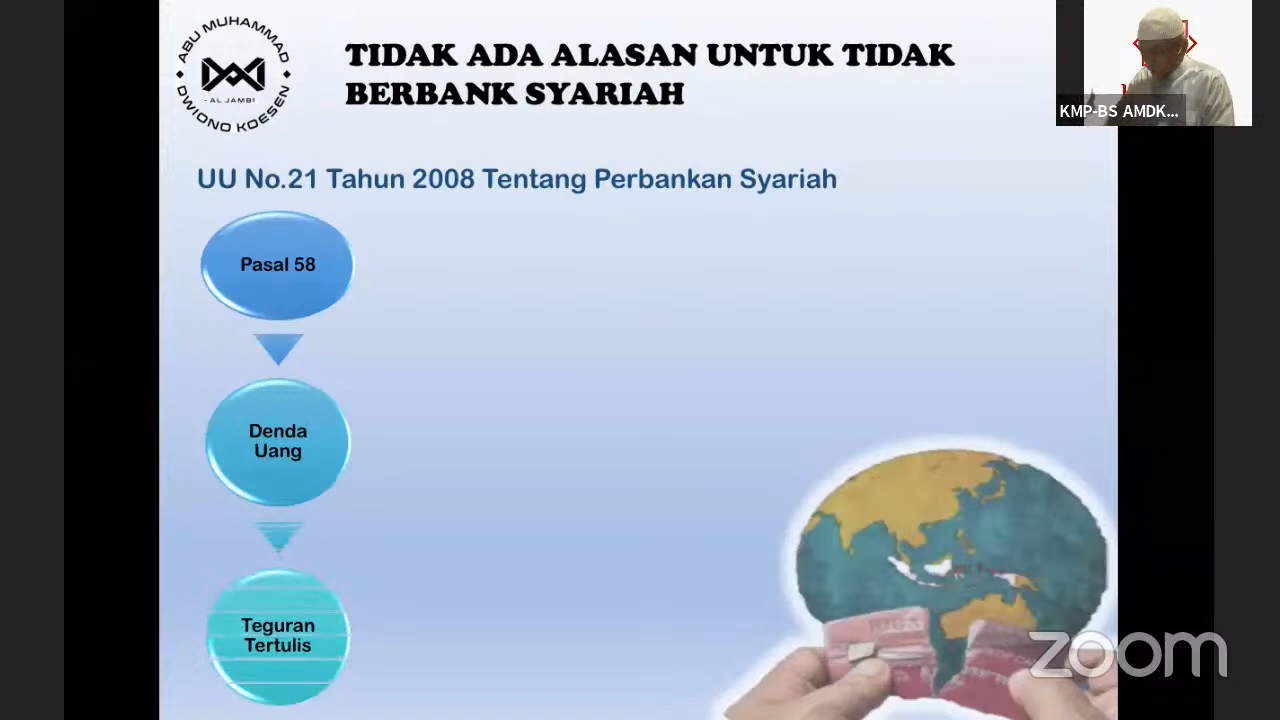 ABU MUHAMMAD
- AL JAMBI -
DWIONO KOESEN
TIDAK ADA ALASAN UNTUK TIDAK
BERBANK SYARIAH
KMP-BS AMDK...
UU No.21 Tahun 2008 Tentang Perbankan Syariah
Pasal 58
Denda
Uang
Teguran
Tertulis
zoom